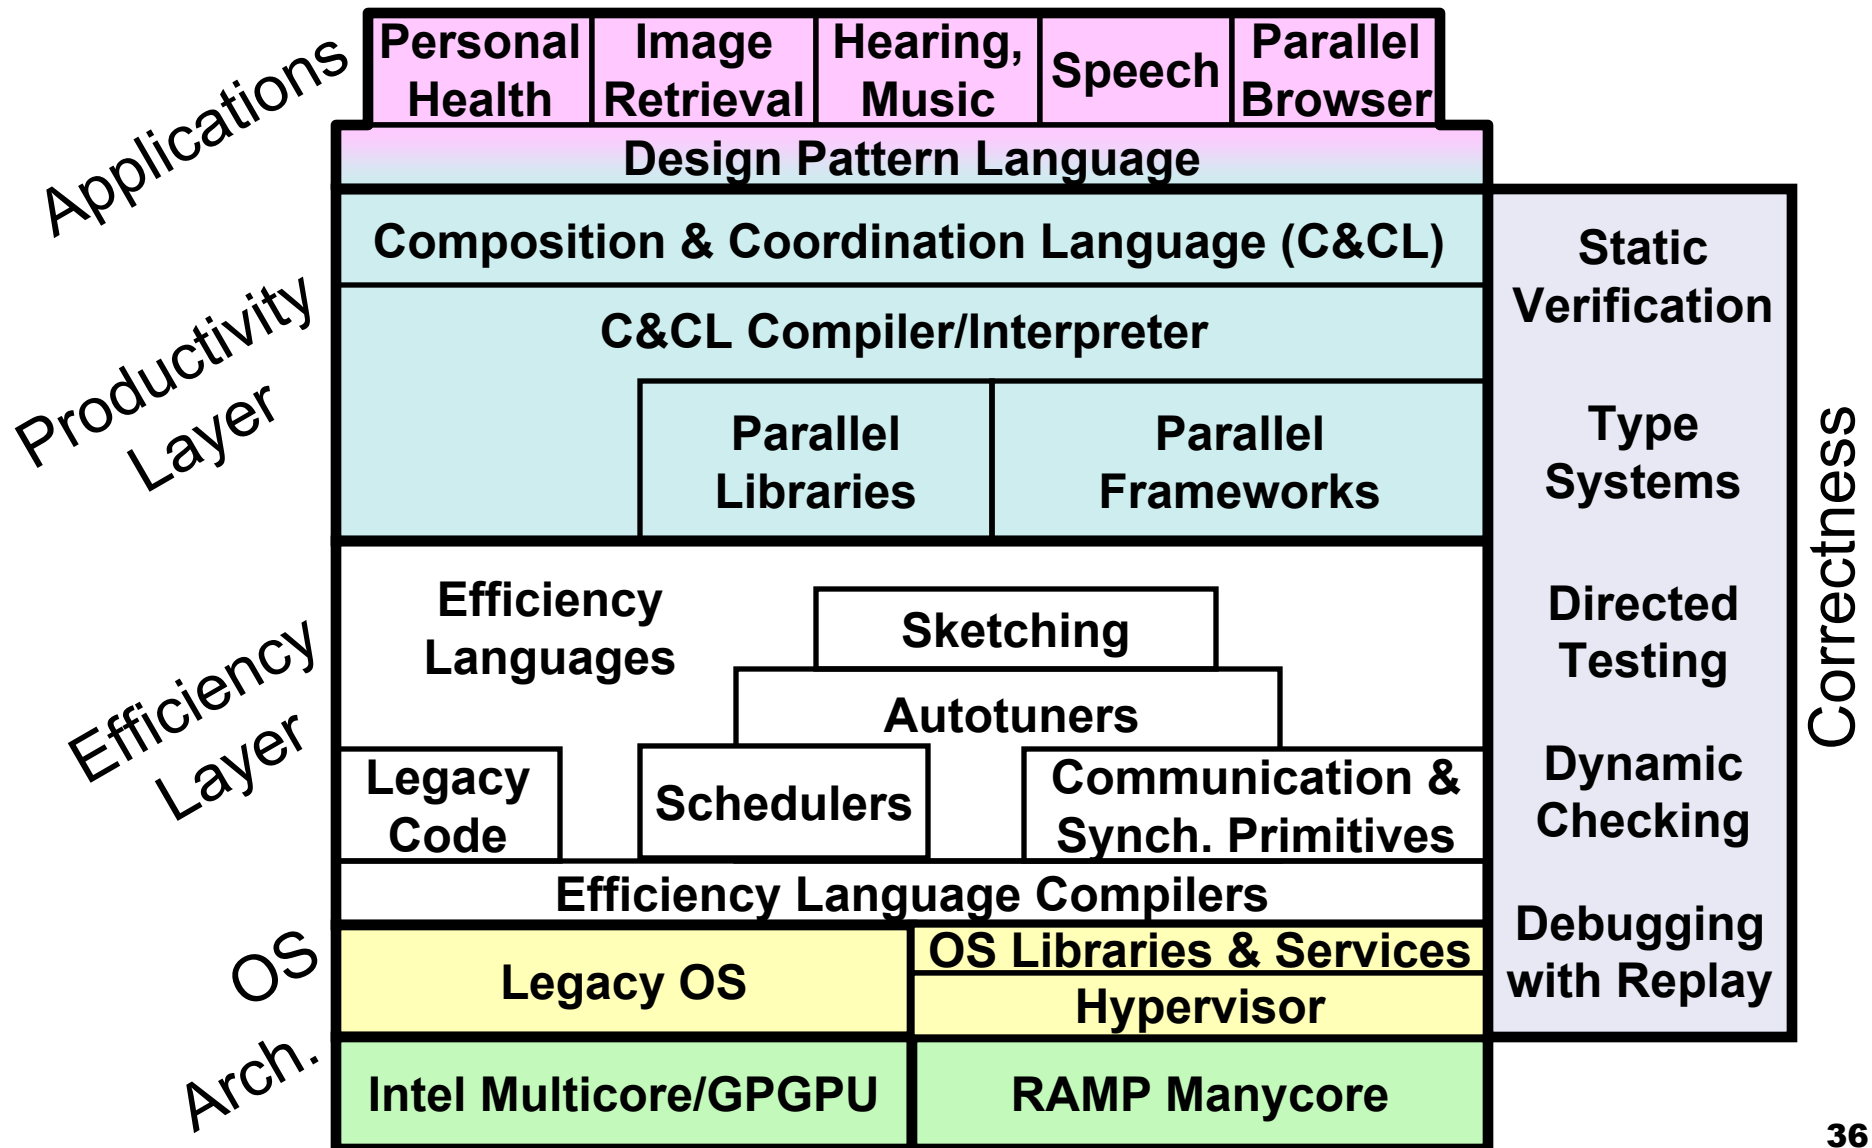 Applications
Personal
Health
Image
Retrieval
Hearing,
Music
Speech
Parallel
Browser
Design Pattern Language
Productivity
Layer
Composition & Coordination Language (C&CL)
C&CL Compiler/Interpreter
Parallel
Libraries
Parallel
Frameworks
Efficiency
Layer
Efficiency
Languages
Sketching
Autotuners
Legacy
Code
Schedulers
Communication &
Synch. Primitives
Efficiency Language Compilers
OS
Legacy OS
OS Libraries & Services
Hypervisor
Arch.
Intel Multicore/GPGPU
RAMP Manycore
Static
Verification
Type
Systems
Directed
Testing
Dynamic
Checking
Debugging
with Replay
Correctness
36